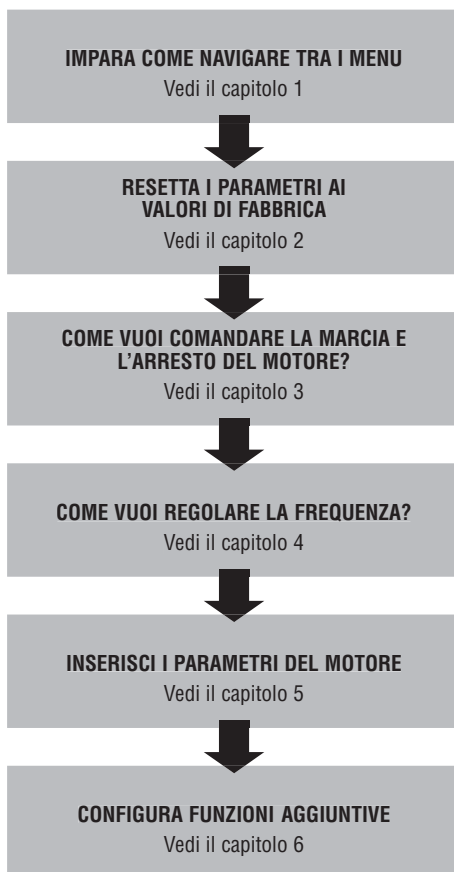 IMPARA COME NAVIGARE TRA I MENU
Vedi il capitolo 1
RESETTA I PARAMETRI AI
VALORI DI FABBRICA
Vedi il capitolo 2
COME VUOI COMANDARE LA MARCIA E
L’ARRESTO DEL MOTORE?
Vedi il capitolo 3
COME VUOI REGOLARE LA FREQUENZA?
Vedi il capitolo 4
INSERISCI I PARAMETRI DEL MOTORE
Vedi il capitolo 5
CONFIGURA FUNZIONI AGGIUNTIVE
Vedi il capitolo 6